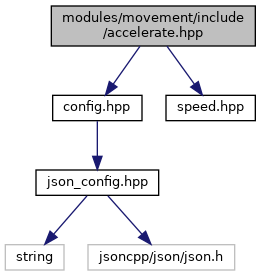 modules/movement/include
/accelerate.hpp
config.hpp
speed.hpp
json_config.hpp
string
jsoncpp/json/json.h